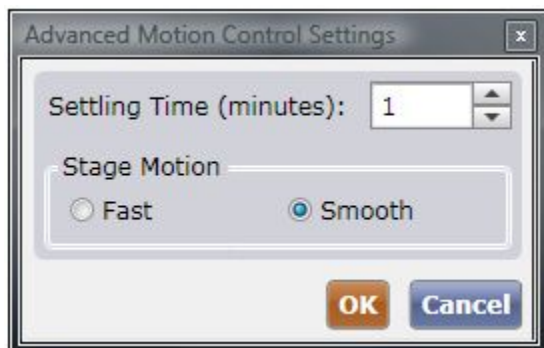 Advanced Motion Control Settings x
Settling Time (minutes): 1
Stage Motion
Fast Smooth
OK Cancel